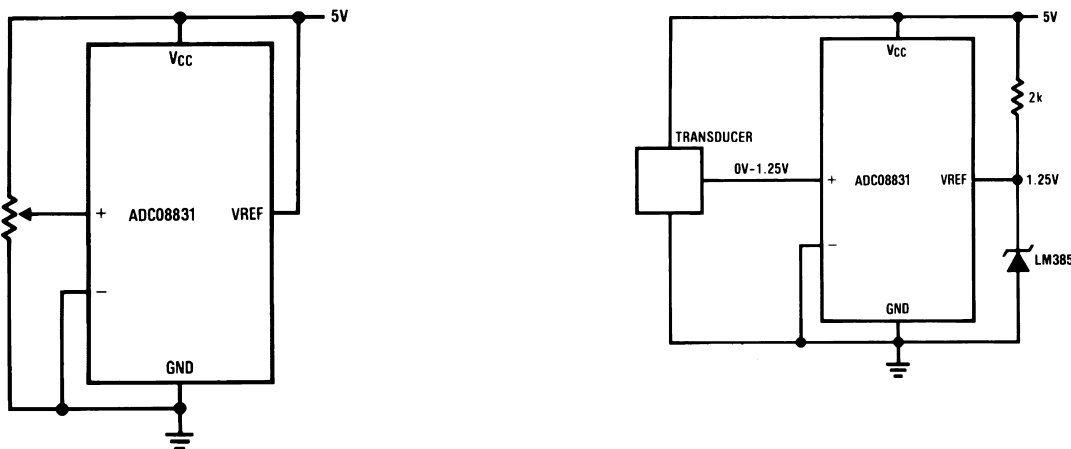 5V
VCC
+
ADC08831
VREF
−
GND
5V
VCC
2k
TRANSDUCER
0V–1.25V
+
ADC08831
VREF
1.25V
−
LM385
GND